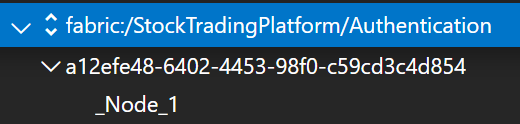 fabric:/StockTradingPlatform/Authentication
a12efe48-6402-4453-98f0-c59cd3c4d854
_Node_1